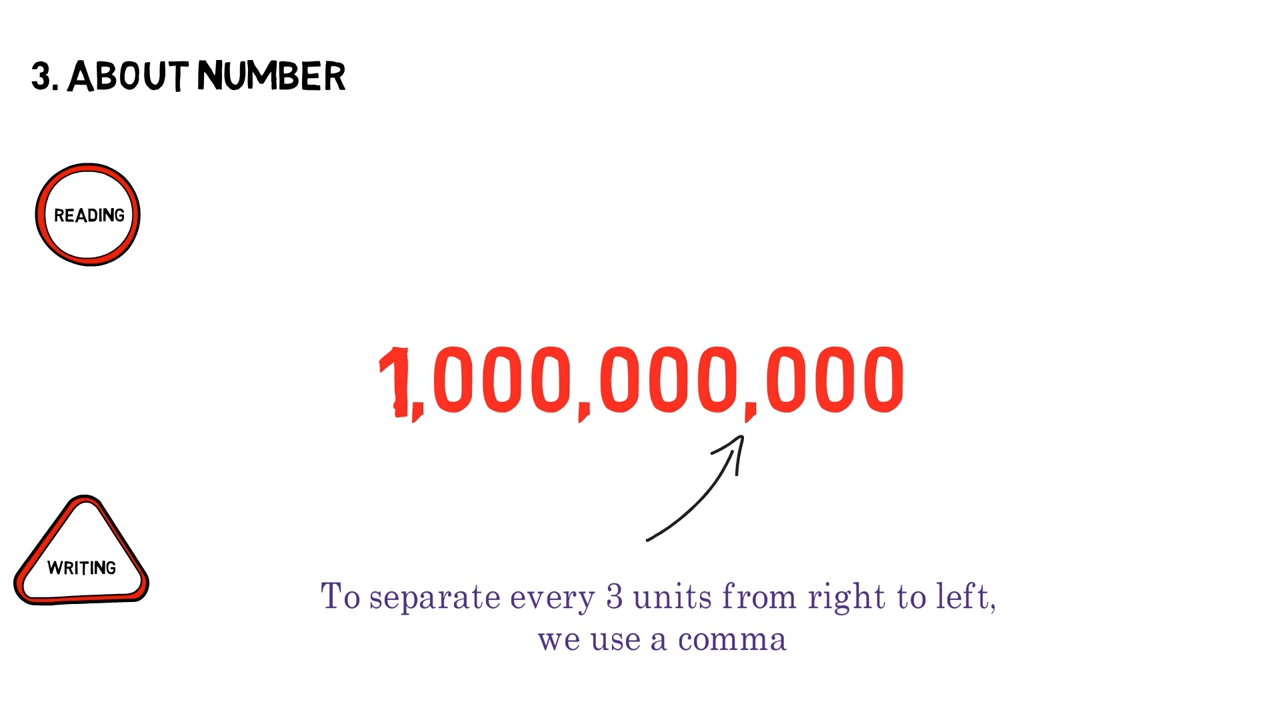 3. ABOUT NUMBER
READING
1,000,000,000
WRITING
To separate every 3 units from right to left,
we use a comma